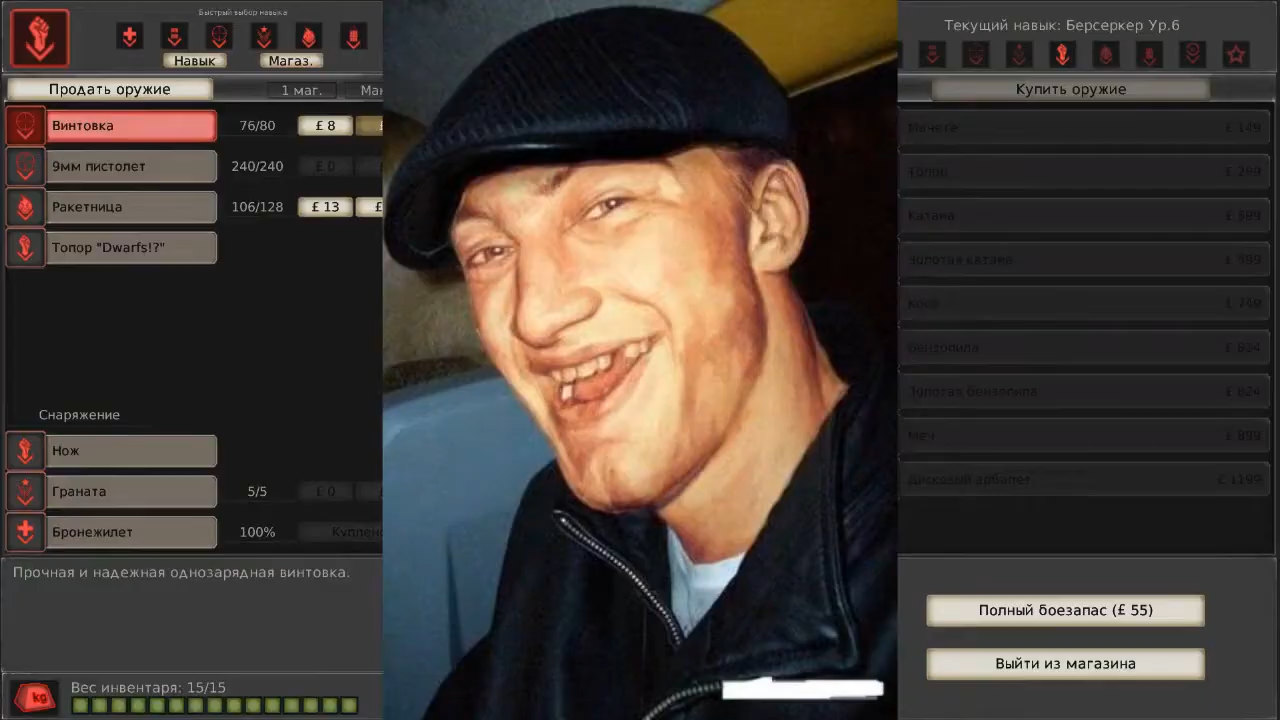 Быстрый выбор навыка
Навык
Магаз.
Текущий навык: Берсеркер Ур.6
Продать оружие
1 маг.
Купить оружие
Винтовка 76/80 £ 8
9мм пистолет 240/240 £ 0
Ракетница 106/128 £ 13
Топор "Dwarfs!?"
Мачете £ 149
Топор £ 299
Катана £ 599
Золотая катана £ 599
Коса £ 749
Бензопила £ 834
Золотая бензопила £ 824
Меч £ 899
Дисковый арбалет £ 1199
Снаряжение
Нож
Граната 5/5 £ 0
Бронежилет 100%
Прочная и надежная однозарядная винтовка.
kg
Вес инвентаря: 15/15
Полный боезапас (£ 55)
Выйти из магазина